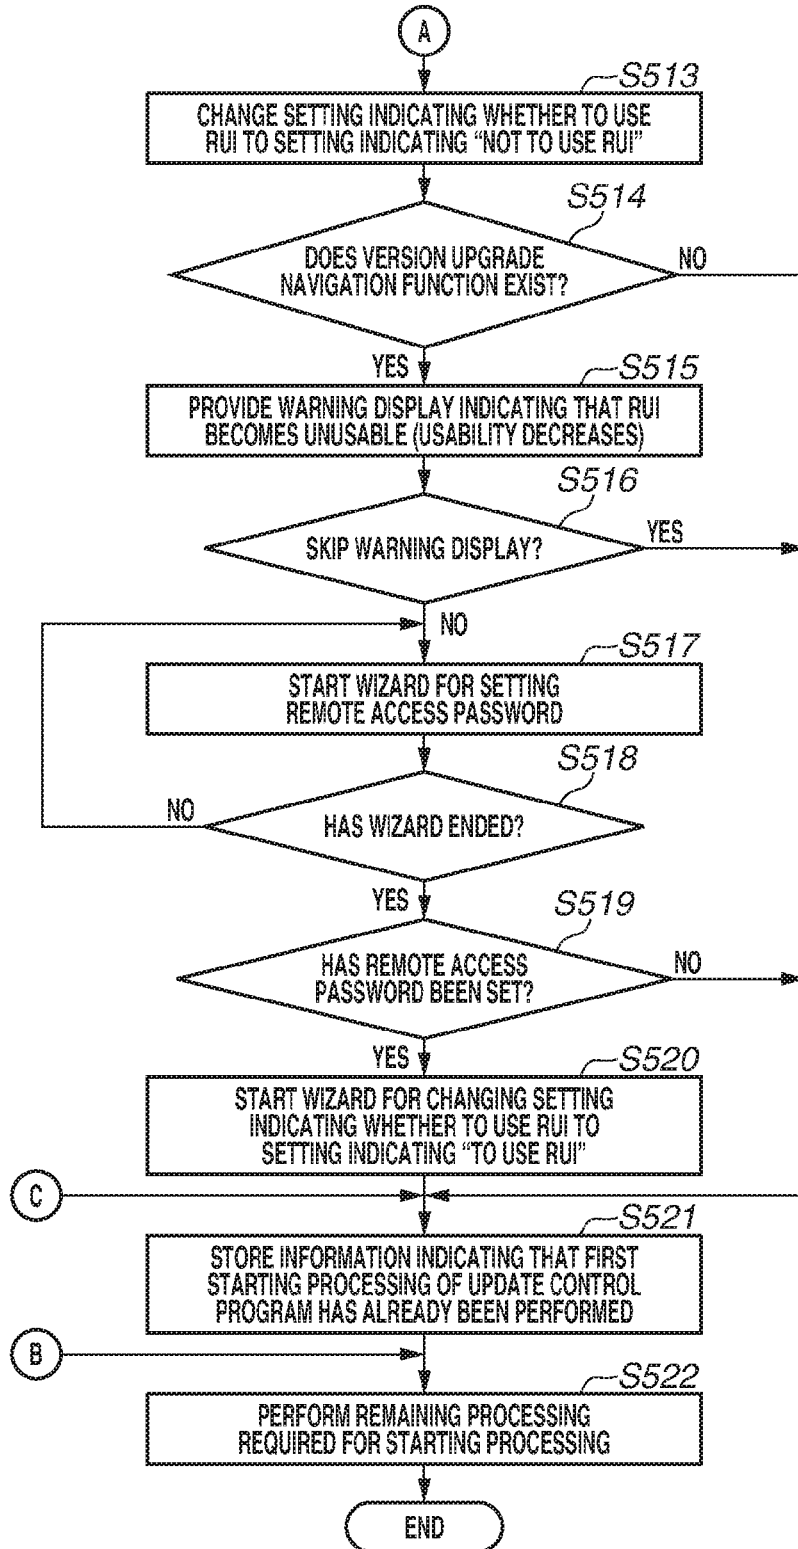 A
S513
CHANGE SETTING INDICATING WHETHER TO USE
RUI TO SETTING INDICATING “NOT TO USE RUI”
S514
DOES VERSION UPGRADE
NAVIGATION FUNCTION EXIST?
NO
YES
S515
PROVIDE WARNING DISPLAY INDICATING THAT RUI
BECOMES UNUSABLE (USABILITY DECREASES)
S516
SKIP WARNING DISPLAY?
YES
NO
S517
START WIZARD FOR SETTING
REMOTE ACCESS PASSWORD
S518
NO
HAS WIZARD ENDED?
YES
S519
HAS REMOTE ACCESS
PASSWORD BEEN SET?
NO
YES
S520
START WIZARD FOR CHANGING SETTING
INDICATING WHETHER TO USE RUI TO
SETTING INDICATING “TO USE RUI”
C
S521
STORE INFORMATION INDICATING THAT FIRST
STARTING PROCESSING OF UPDATE CONTROL
PROGRAM HAS ALREADY BEEN PERFORMED
B
S522
PERFORM REMAINING PROCESSING
REQUIRED FOR STARTING PROCESSING
END